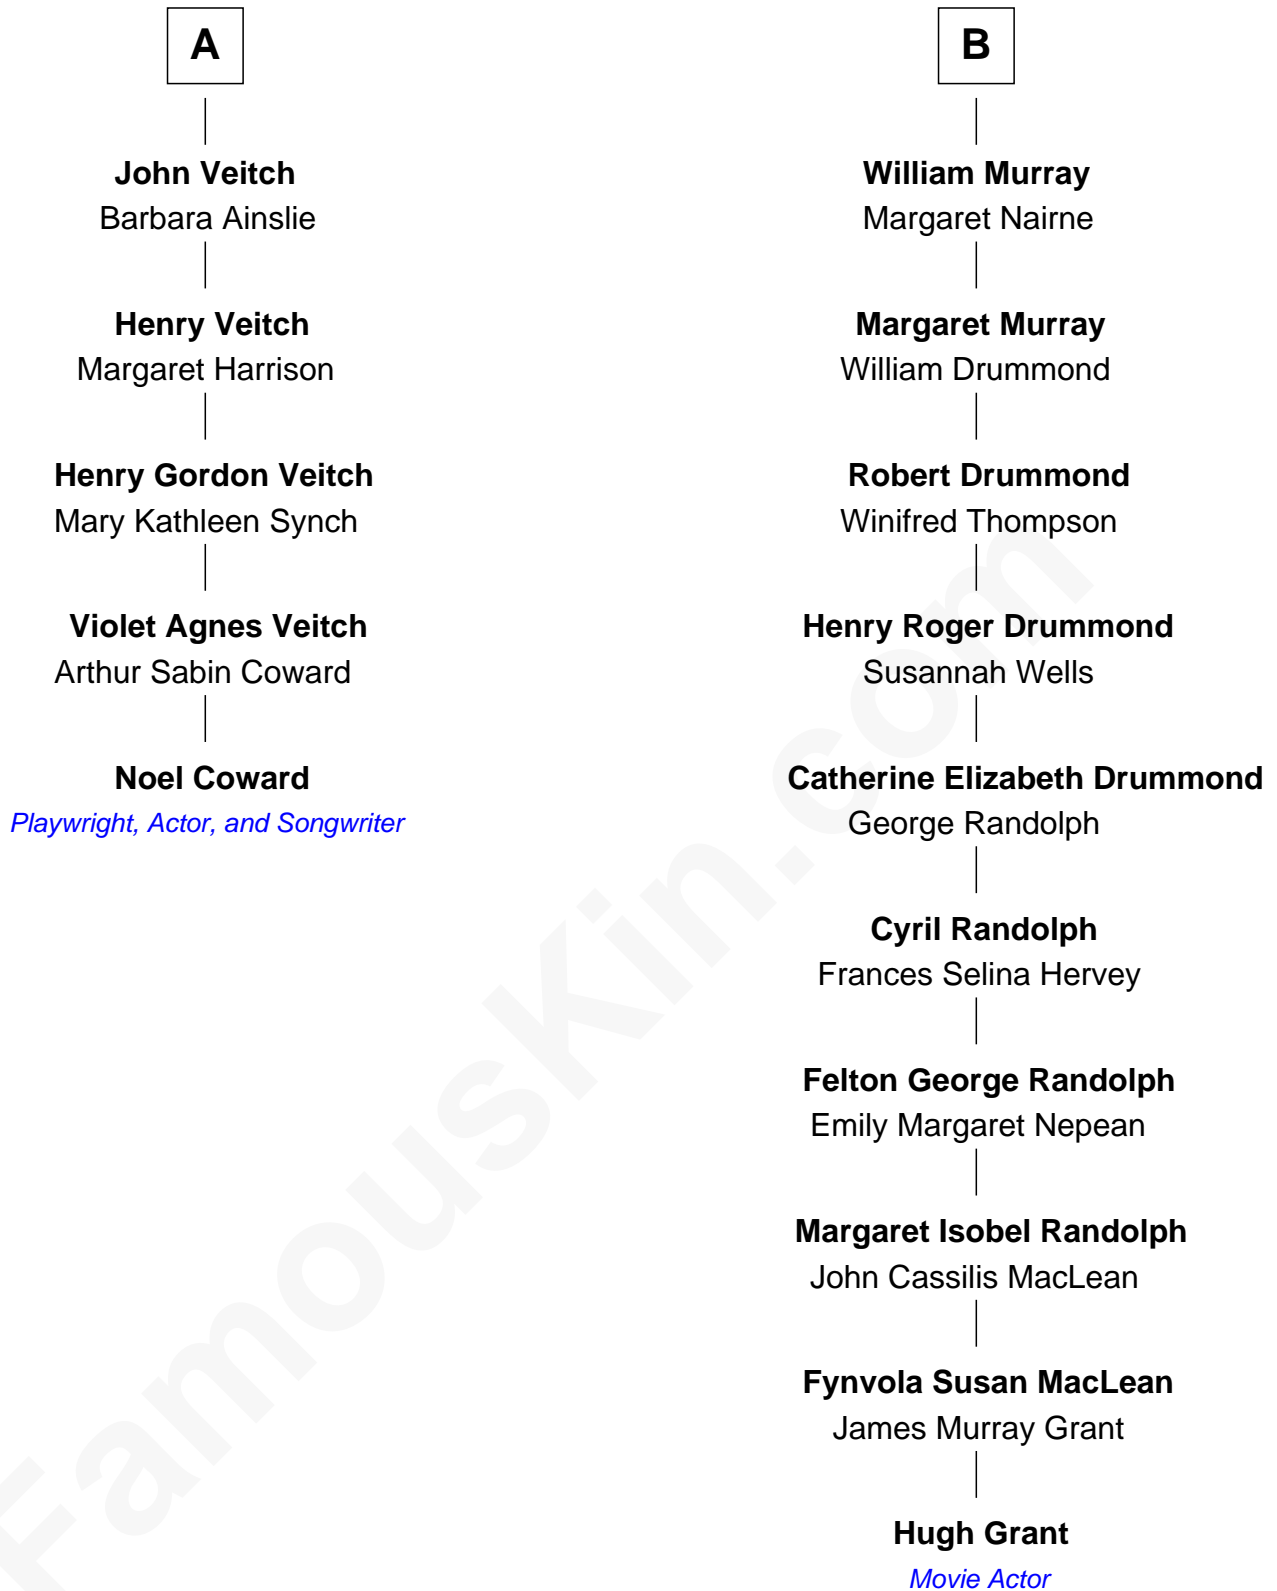 A
John Veitch
Barbara Ainslie
Henry Veitch
Margaret Harrison
Henry Gordon Veitch
Mary Kathleen Synch
Violet Agnes Veitch
Arthur Sabin Coward
Noel Coward
Playwright, Actor, and Songwriter
B
William Murray
Margaret Nairne
Margaret Murray
William Drummond
Robert Drummond
Winifred Thompson
Henry Roger Drummond
Susannah Wells
Catherine Elizabeth Drummond
George Randolph
Cyril Randolph
Frances Selina Hervey
Felton George Randolph
Emily Margaret Nepean
Margaret Isobel Randolph
John Cassilis MacLean
Fynvola Susan MacLean
James Murray Grant
Hugh Grant
Movie Actor
FamousKin.com